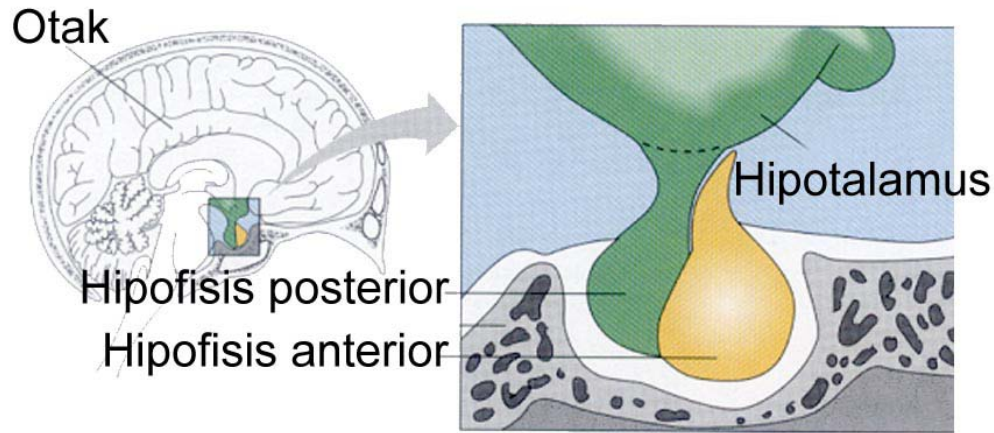 Otak
Hipotalamus
Hipofisis posterior
Hipofisis anterior